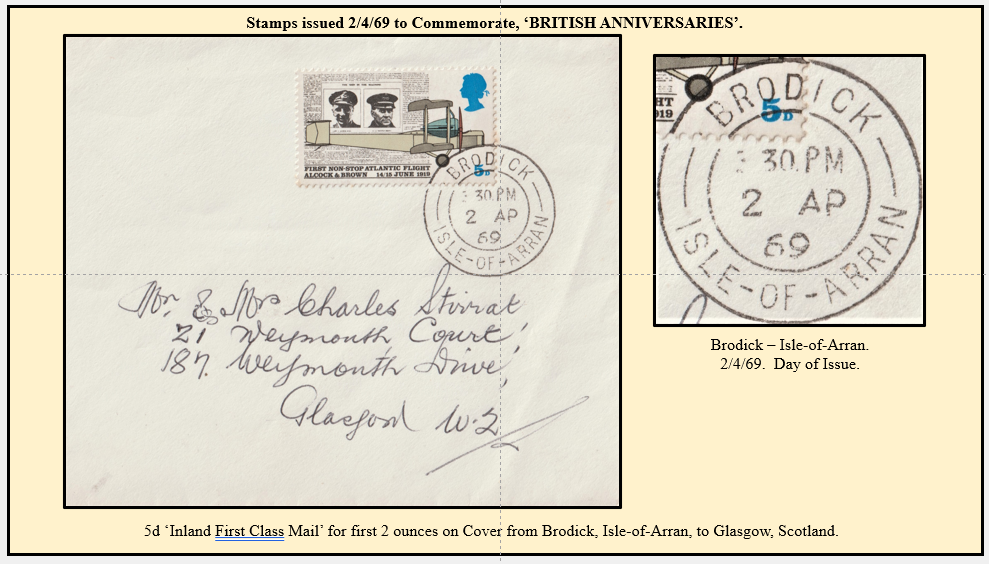 Stamps issued 2/4/69 to Commemorate, ‘BRITISH ANNIVERSARIES’.
FIRST NON-STOP ATLANTIC FLIGHT
ALCOCK & BROWN 14/15 JUNE 1919
5D
BRODICK
30 PM
2 AP
69
ISLE-OF-ARRAN
Mr. & Mrs Charles Stirrat
21 Weymouth Court,
187. Weymouth Drive,
Glasgow W.2
HT
919
5D
BRODICK
30 PM
2 AP
69
ISLE-OF-ARRAN
Brodick – Isle-of-Arran.
2/4/69. Day of Issue.
5d ‘Inland First Class Mail’ for first 2 ounces on Cover from Brodick, Isle-of-Arran, to Glasgow, Scotland.